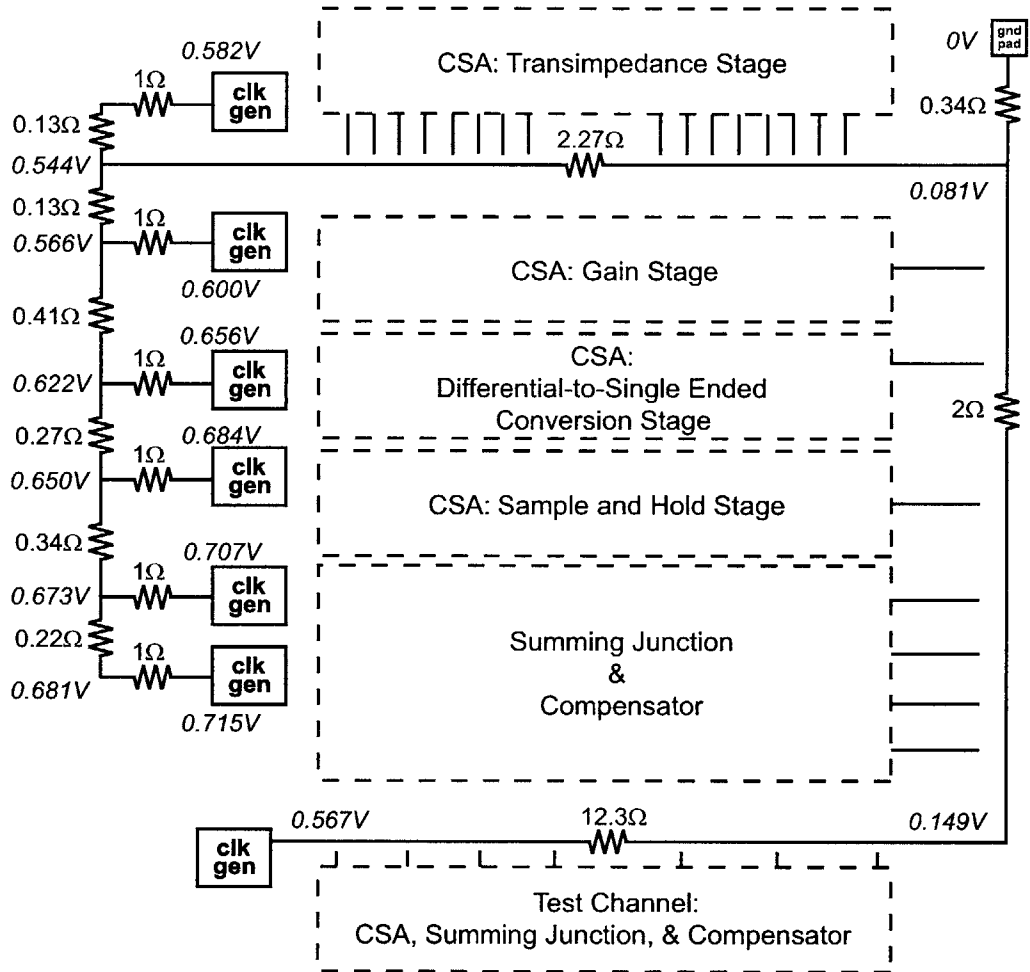 0.582V
1Ω
clk
gen
0.13Ω
0.544V
CSA: Transimpedance Stage
2.27Ω
0V
gnd
pad
0.34Ω
0.081V
0.13Ω
1Ω
0.566V
clk
gen
0.600V
CSA: Gain Stage
0.41Ω
0.656V
1Ω
0.622V
clk
gen
CSA:
Differential-to-Single Ended
Conversion Stage
2Ω
0.27Ω
0.684V
1Ω
0.650V
clk
gen
CSA: Sample and Hold Stage
0.34Ω
0.707V
1Ω
0.673V
clk
gen
0.22Ω
1Ω
0.681V
clk
gen
0.715V
Summing Junction
&
Compensator
0.567V
12.3Ω
0.149V
clk
gen
Test Channel:
CSA, Summing Junction, & Compensator